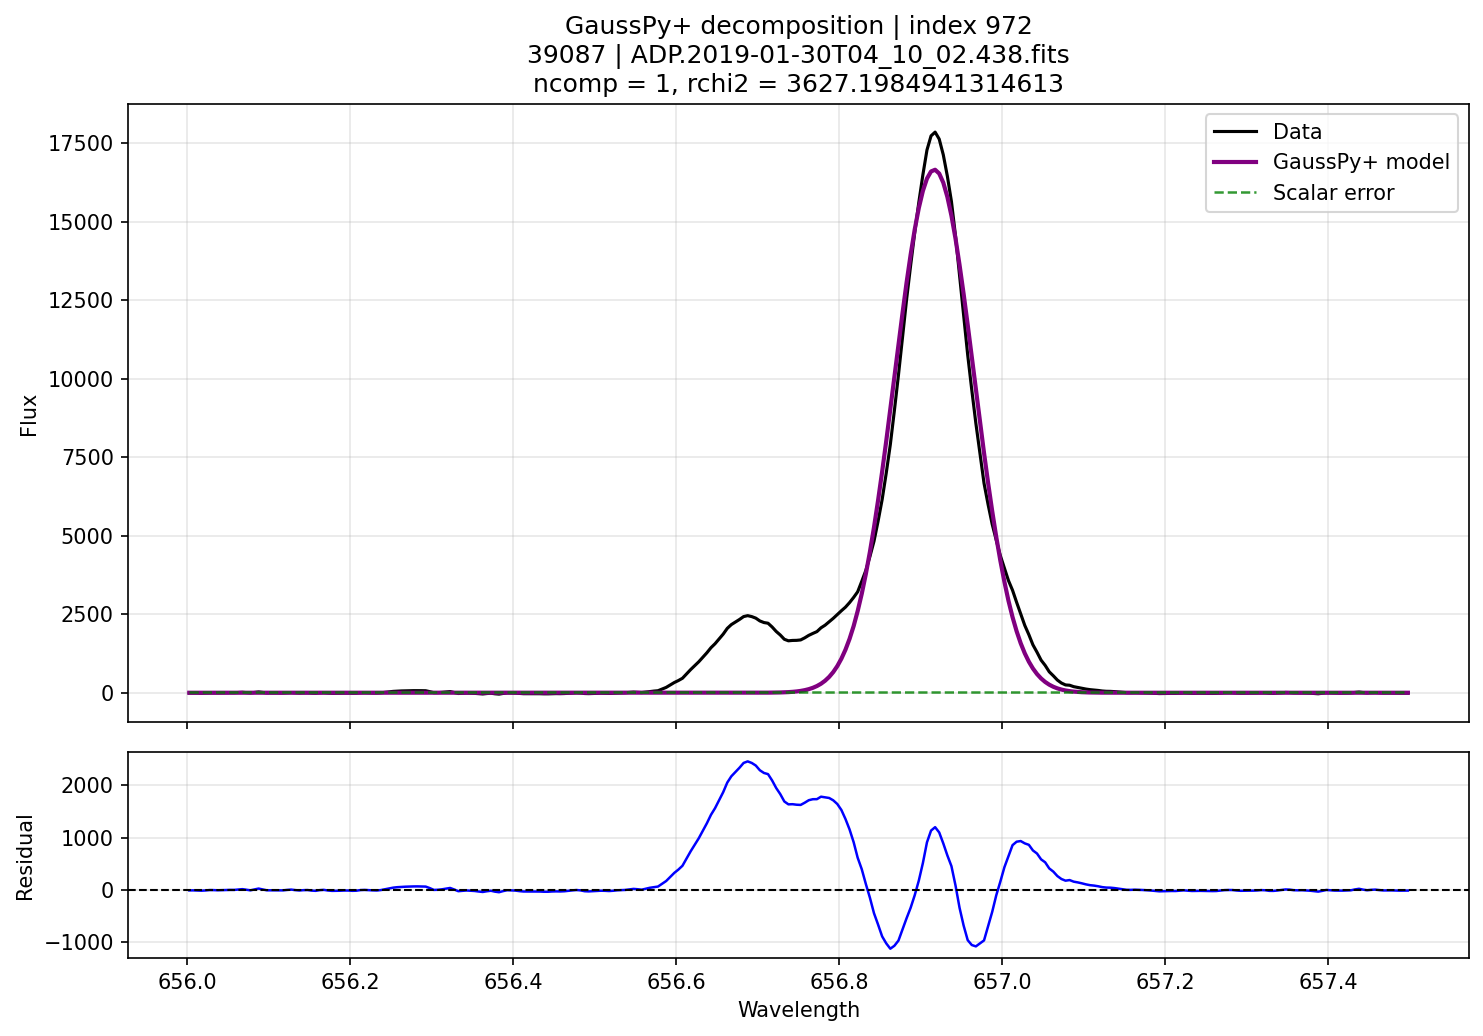 GaussPy+ decomposition | index 972
39087 | ADP.2019-01-30T04_10_02.438.fits
ncomp = 1, rchi2 = 3627.1984941314613
Data
GaussPy+ model
Scalar error
17500
15000
12500
10000
7500
5000
2500
0
Flux
2000
1000
0
−1000
Residual
656.0 656.2 656.4 656.6 656.8 657.0 657.2 657.4
Wavelength